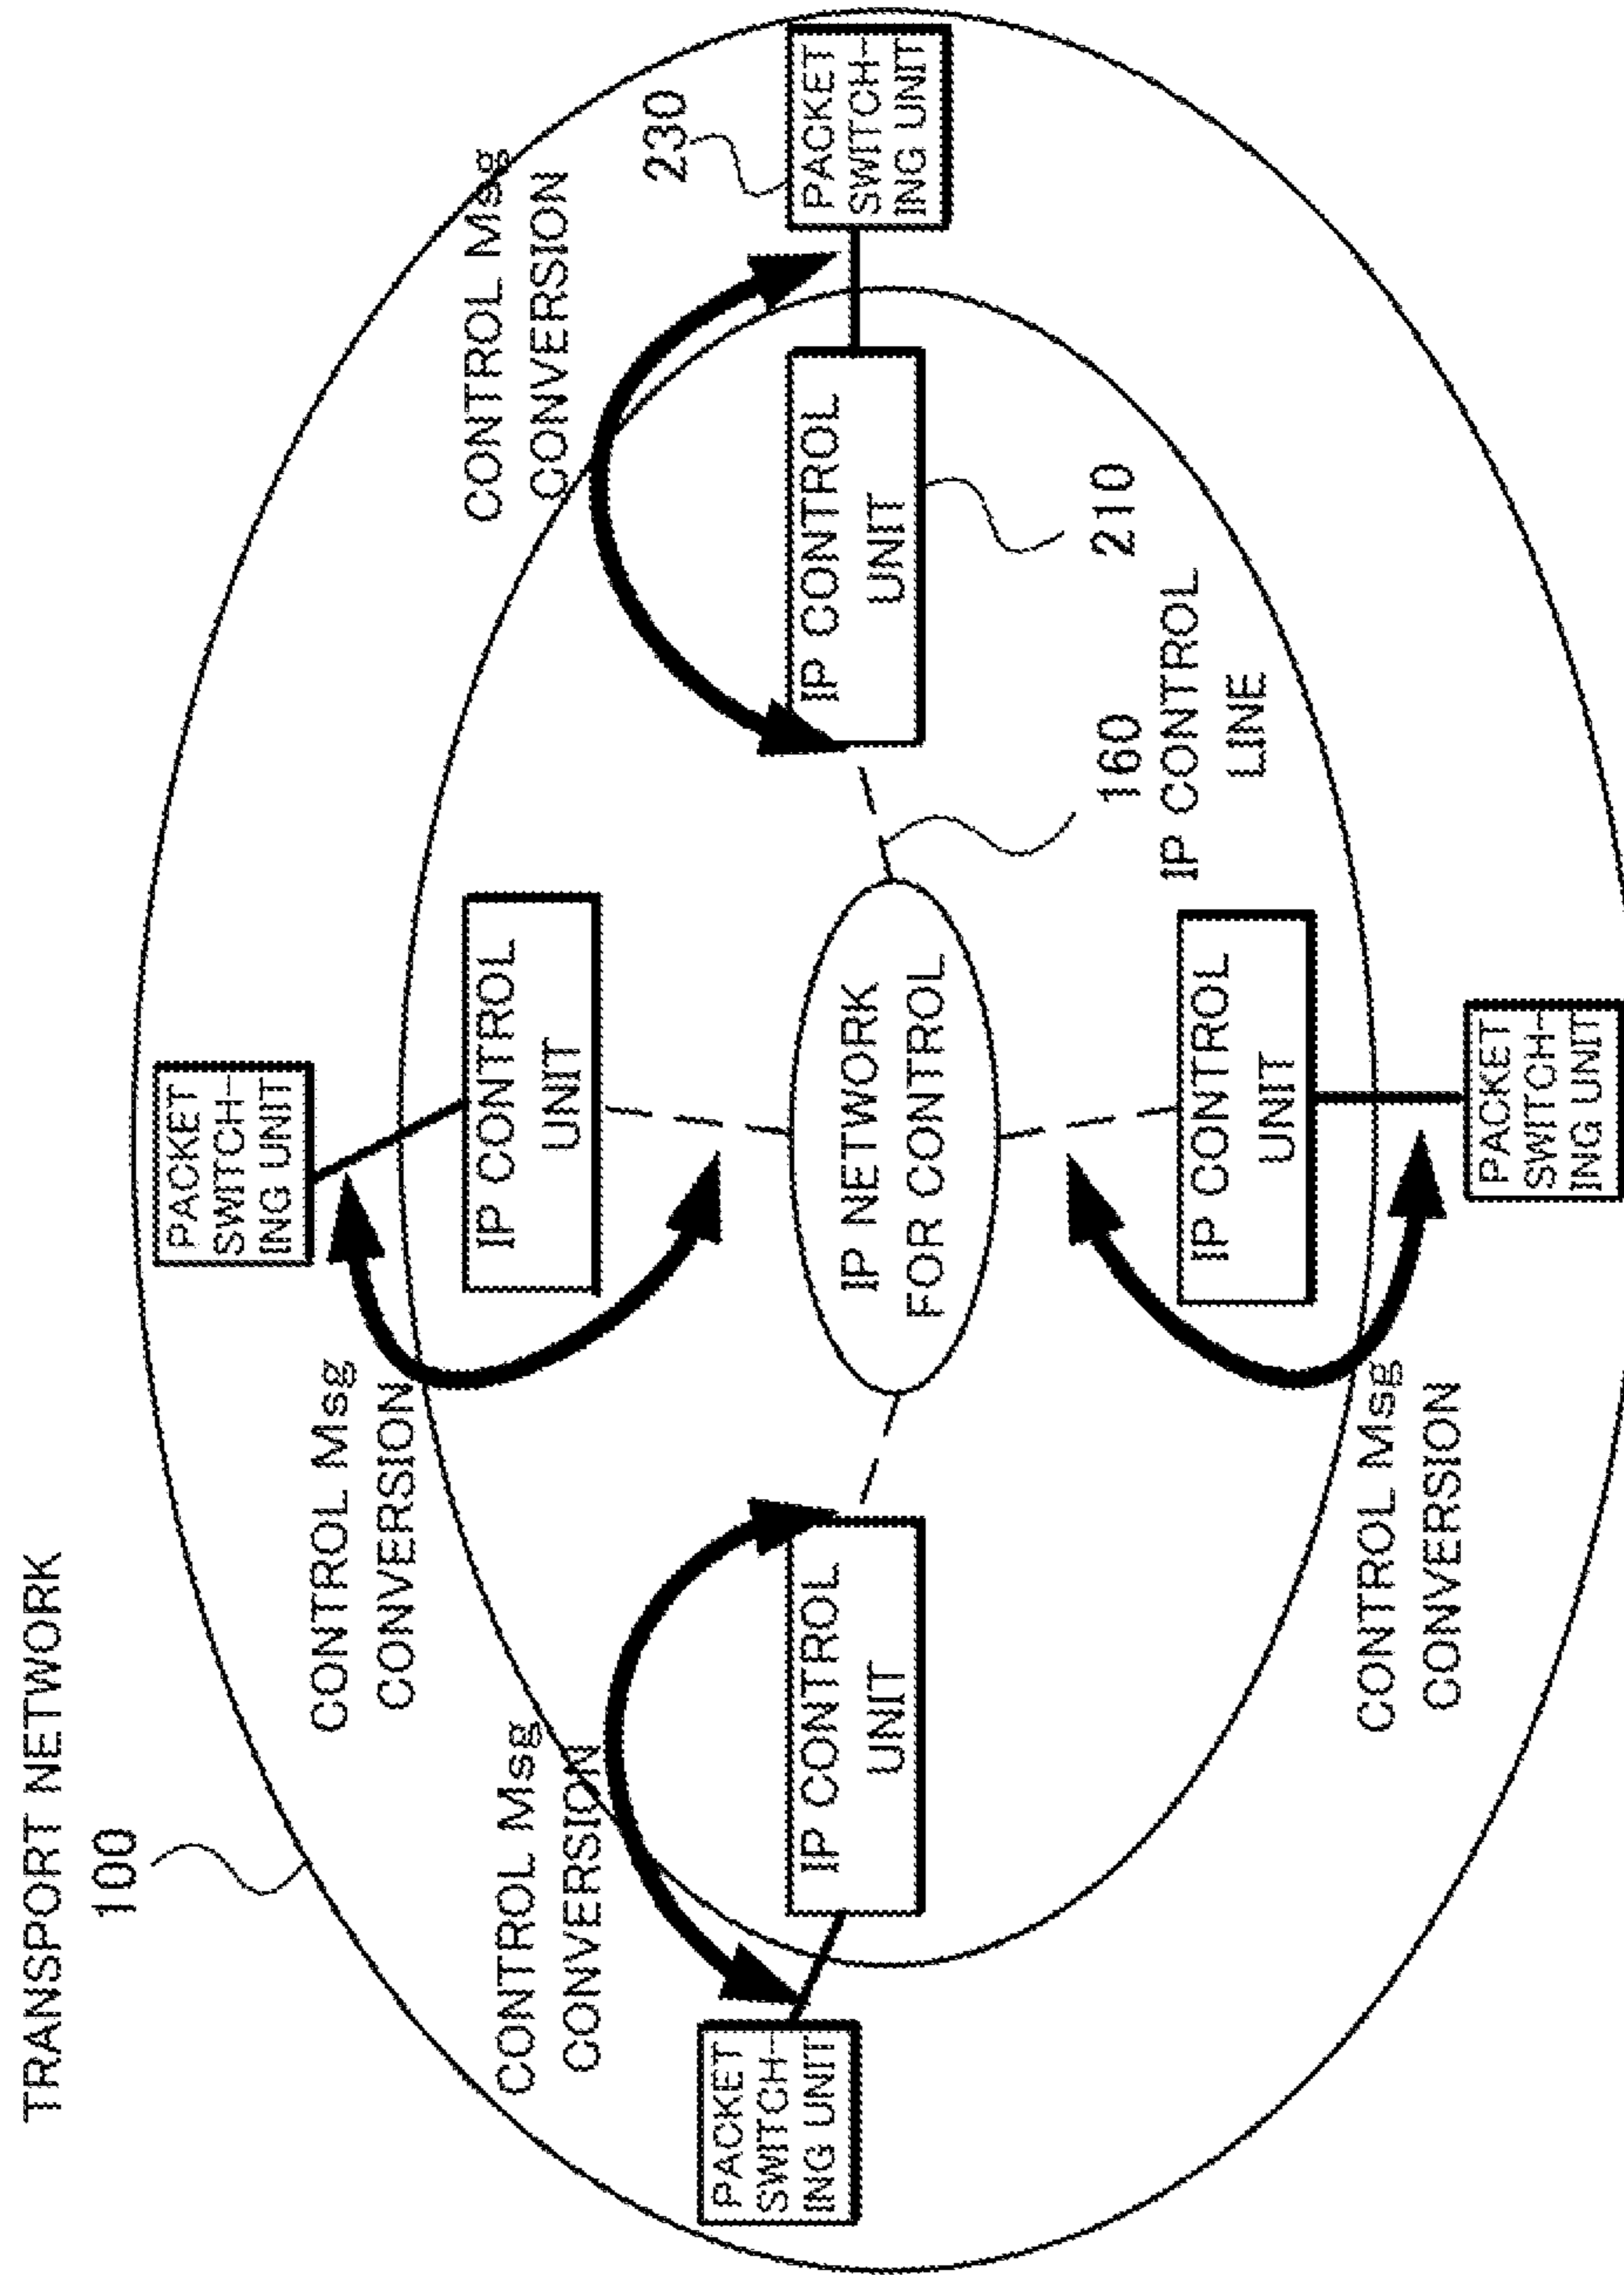 TRANSPORT NETWORK
100
PACKET
SWITCH-
ING UNIT
CONTROL Msg
CONVERSION
IP CONTROL
UNIT
CONTROL Msg
CONVERSION
230
PACKET
SWITCH-
ING UNIT
CONTROL Msg
CONVERSION
PACKET
SWITCH-
ING UNIT
IP CONTROL
UNIT
IP NETWORK
FOR CONTROL
IP CONTROL
UNIT
210
160
IP CONTROL
LINE
IP CONTROL
UNIT
CONTROL Msg
CONVERSION
PACKET
SWITCH-
ING UNIT